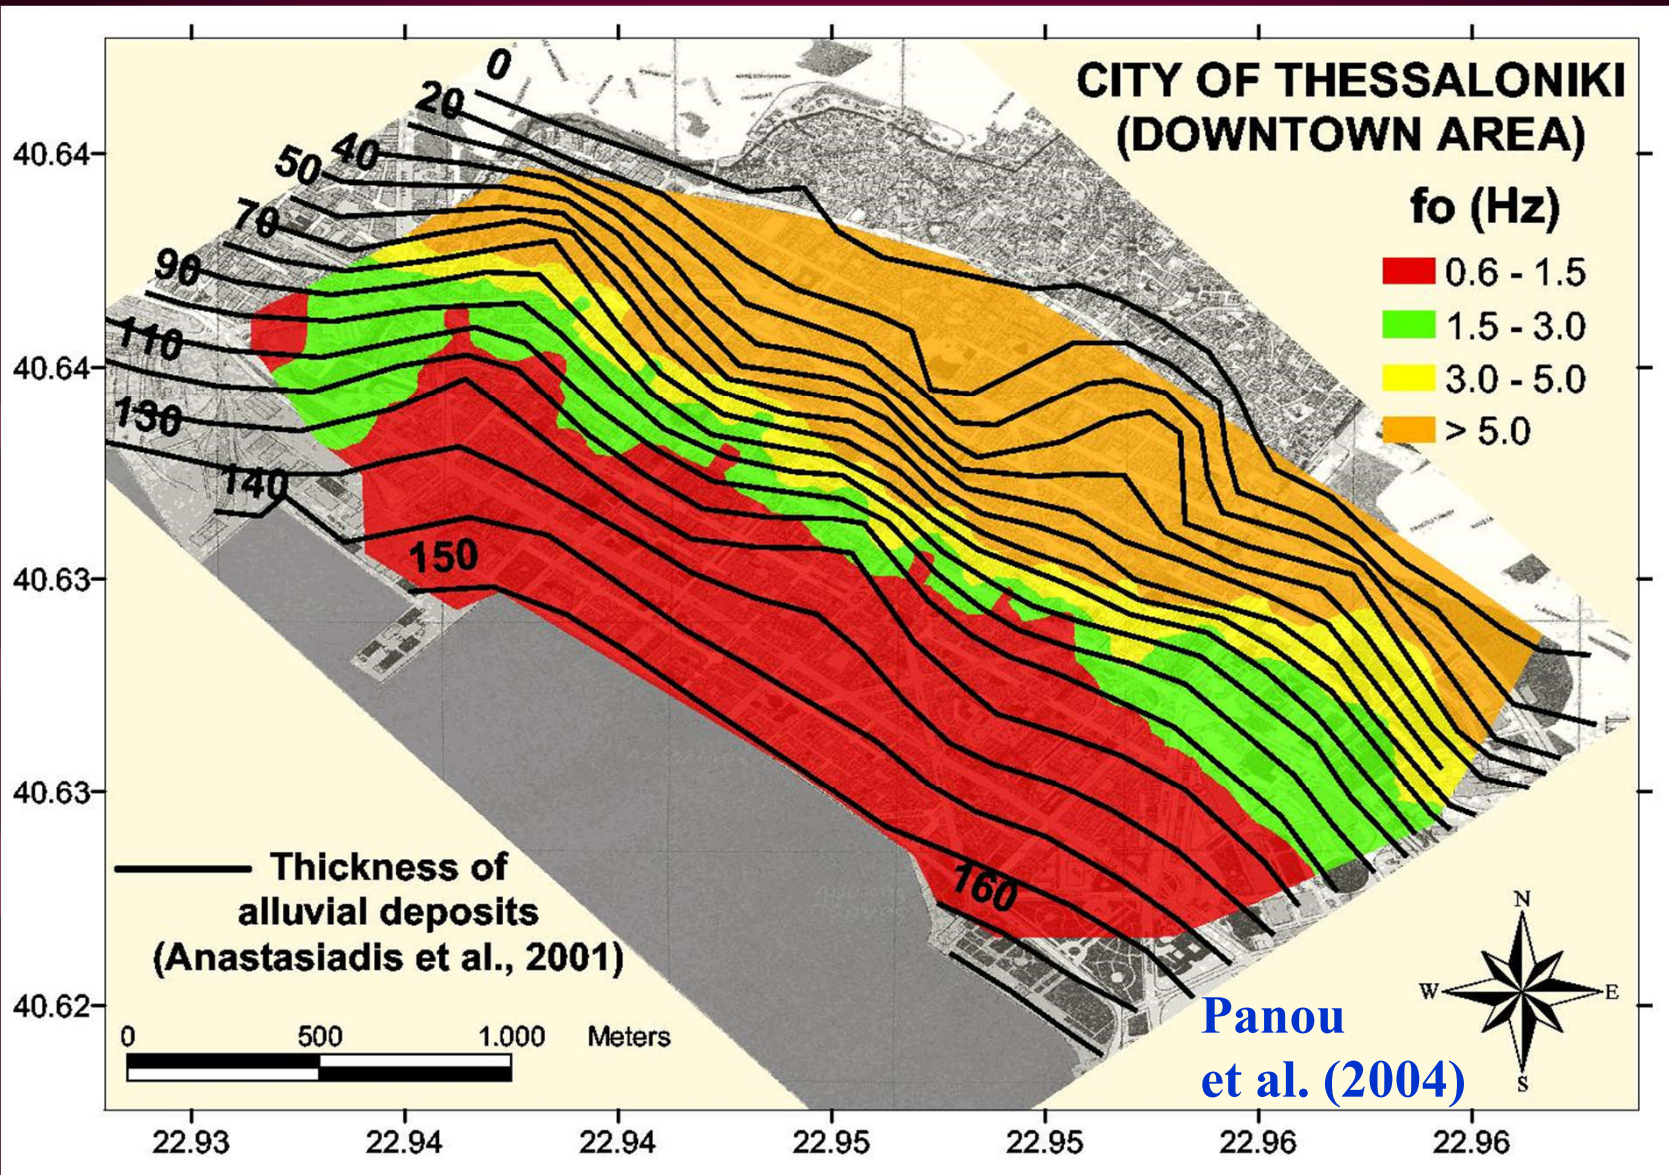 CITY OF THESSALONIKI
(DOWNTOWN AREA)
fo (Hz)
0.6 - 1.5
1.5 - 3.0
3.0 - 5.0
> 5.0
0
20
40
50
70
90
110
130
140
150
160
40.64
40.64
40.63
40.63
40.62
Thickness of
alluvial deposits
(Anastasiadis et al., 2001)
0 500 1.000 Meters
Panou
et al. (2004)
N
W E
S
22.93 22.94 22.94 22.95 22.95 22.96 22.96